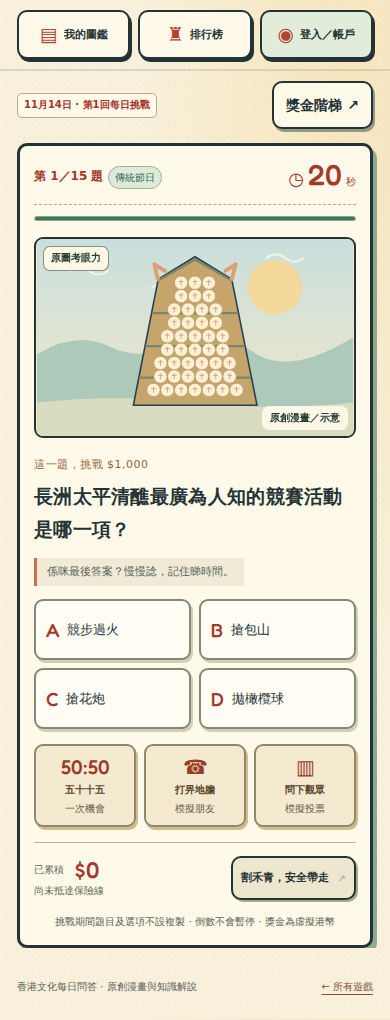 我的圖鑑
排行榜
登入／帳戶
11月14日·第1回每日挑戰
獎金階梯 ↗
第 1／15 題 傳統節日
20 秒
原圖考眼力
原創漫畫／示意
這一題，挑戰 $1,000
長洲太平清醮最廣為人知的競賽活動
是哪一項？
係咪最後答案？慢慢諗，記住睇時間。
A 競步過火
B 搶包山
C 搶花炮
D 拋橄欖球
50:50
五十五十
一次機會
打畀地膽
模擬朋友
問下觀眾
模擬投票
已累積 $0
尚未抵達保險線
割禾青，安全帶走 ↗
挑戰期間題目及選項不設複製·倒數不會暫停·獎金為虛擬港幣
香港文化每日問答·原創漫畫與知識解說
← 所有遊戲